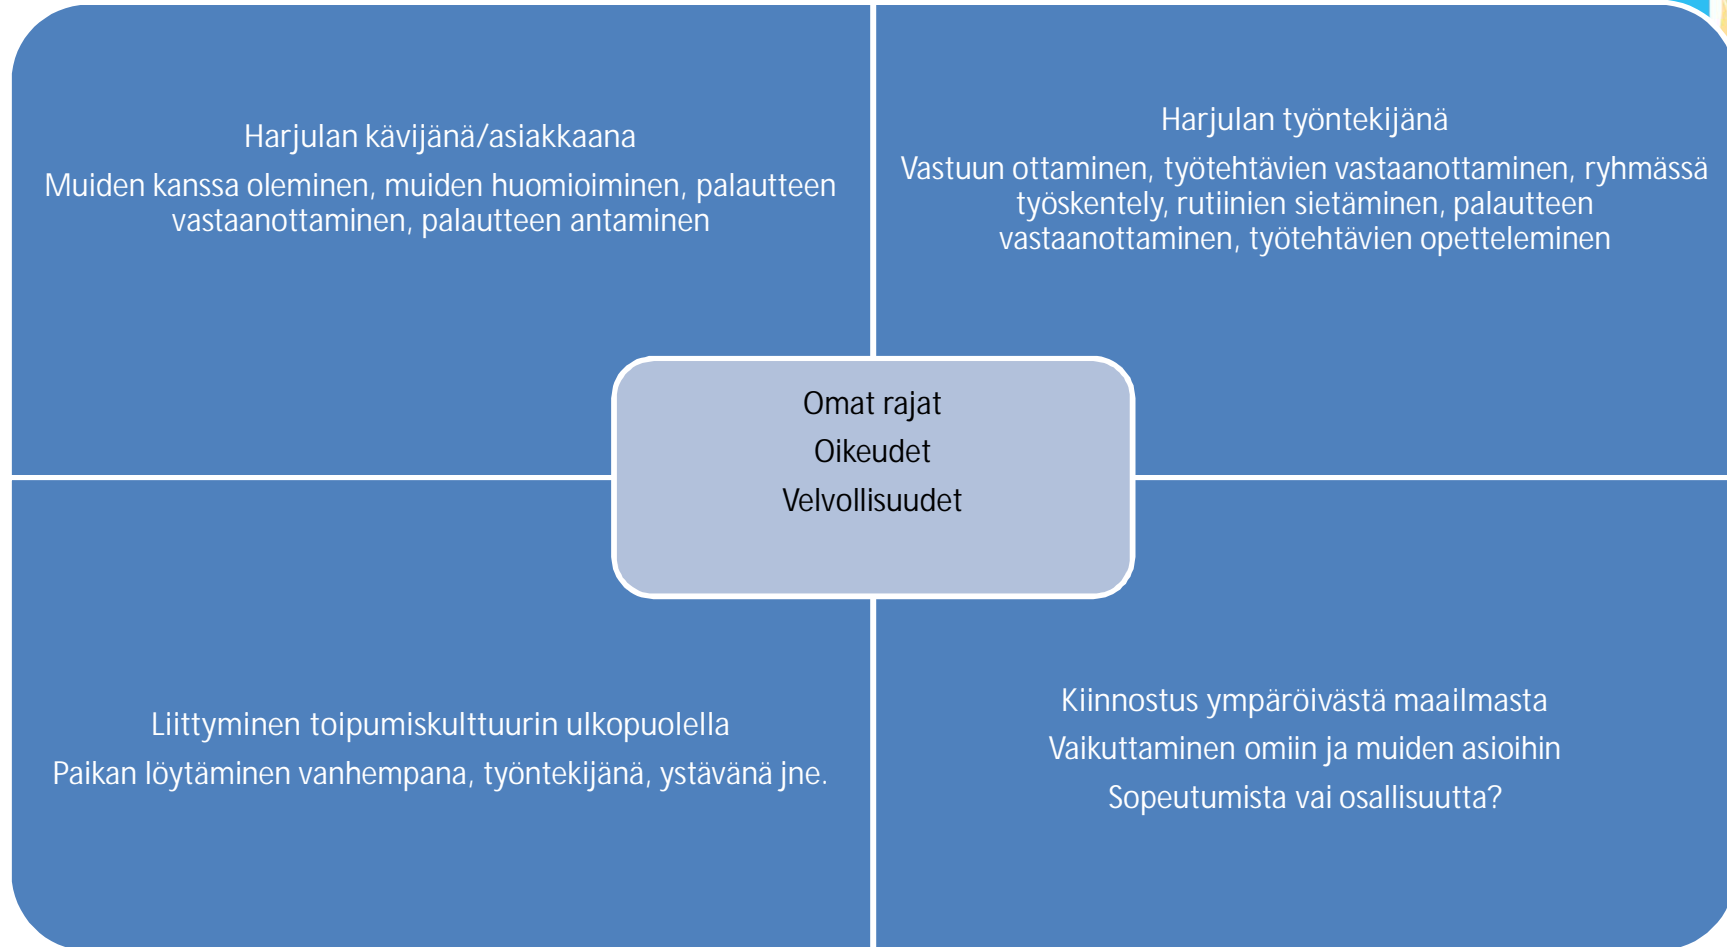 Harjulan kävijänä/asiakkaana
Muiden kanssa oleminen, muiden huomioiminen, palautteen
vastaanottaminen, palautteen antaminen
Harjulan työntekijänä
Vastuun ottaminen, työtehtävien vastaanottaminen, ryhmässä
työskentely, rutiinien sietäminen, palautteen
vastaanottaminen, työtehtävien opetteleminen
Omat rajat
Oikeudet
Velvollisuudet
Liittyminen toipumiskulttuurin ulkopuolella
Paikan löytäminen vanhempana, työntekijänä, ystävänä jne.
Kiinnostus ympäröivästä maailmasta
Vaikuttaminen omiin ja muiden asioihin
Sopeutumista vai osallisuutta?